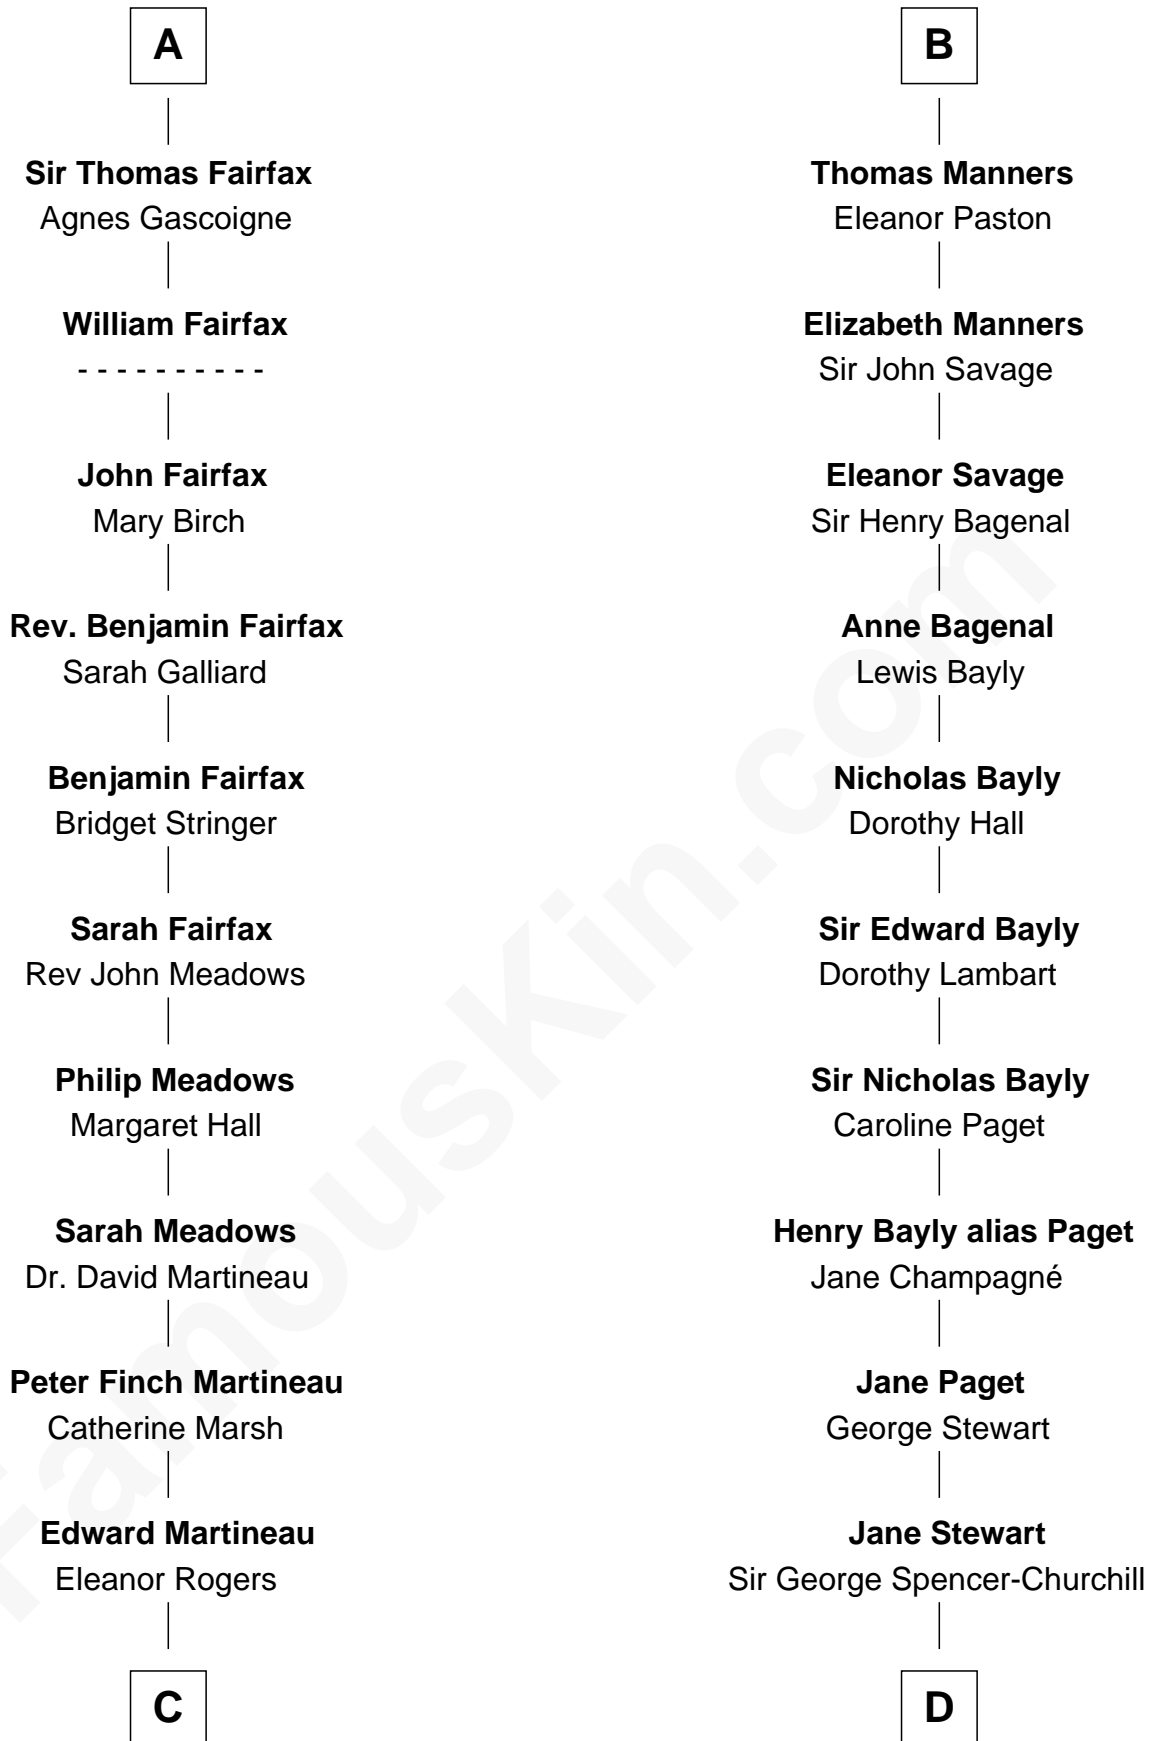 A
Sir Thomas Fairfax
Agnes Gascoigne
William Fairfax
- - - - - - - - - -
John Fairfax
Mary Birch
Rev. Benjamin Fairfax
Sarah Galliard
Benjamin Fairfax
Bridget Stringer
Sarah Fairfax
Rev John Meadows
Philip Meadows
Margaret Hall
Sarah Meadows
Dr. David Martineau
Peter Finch Martineau
Catherine Marsh
Edward Martineau
Eleanor Rogers
C
B
Thomas Manners
Eleanor Paston
Elizabeth Manners
Sir John Savage
Eleanor Savage
Sir Henry Bagenal
Anne Bagenal
Lewis Bayly
Nicholas Bayly
Dorothy Hall
Sir Edward Bayly
Dorothy Lambart
Sir Nicholas Bayly
Caroline Paget
Henry Bayly alias Paget
Jane Champagné
Jane Paget
George Stewart
Jane Stewart
Sir George Spencer-Churchill
D
FamousKin.com